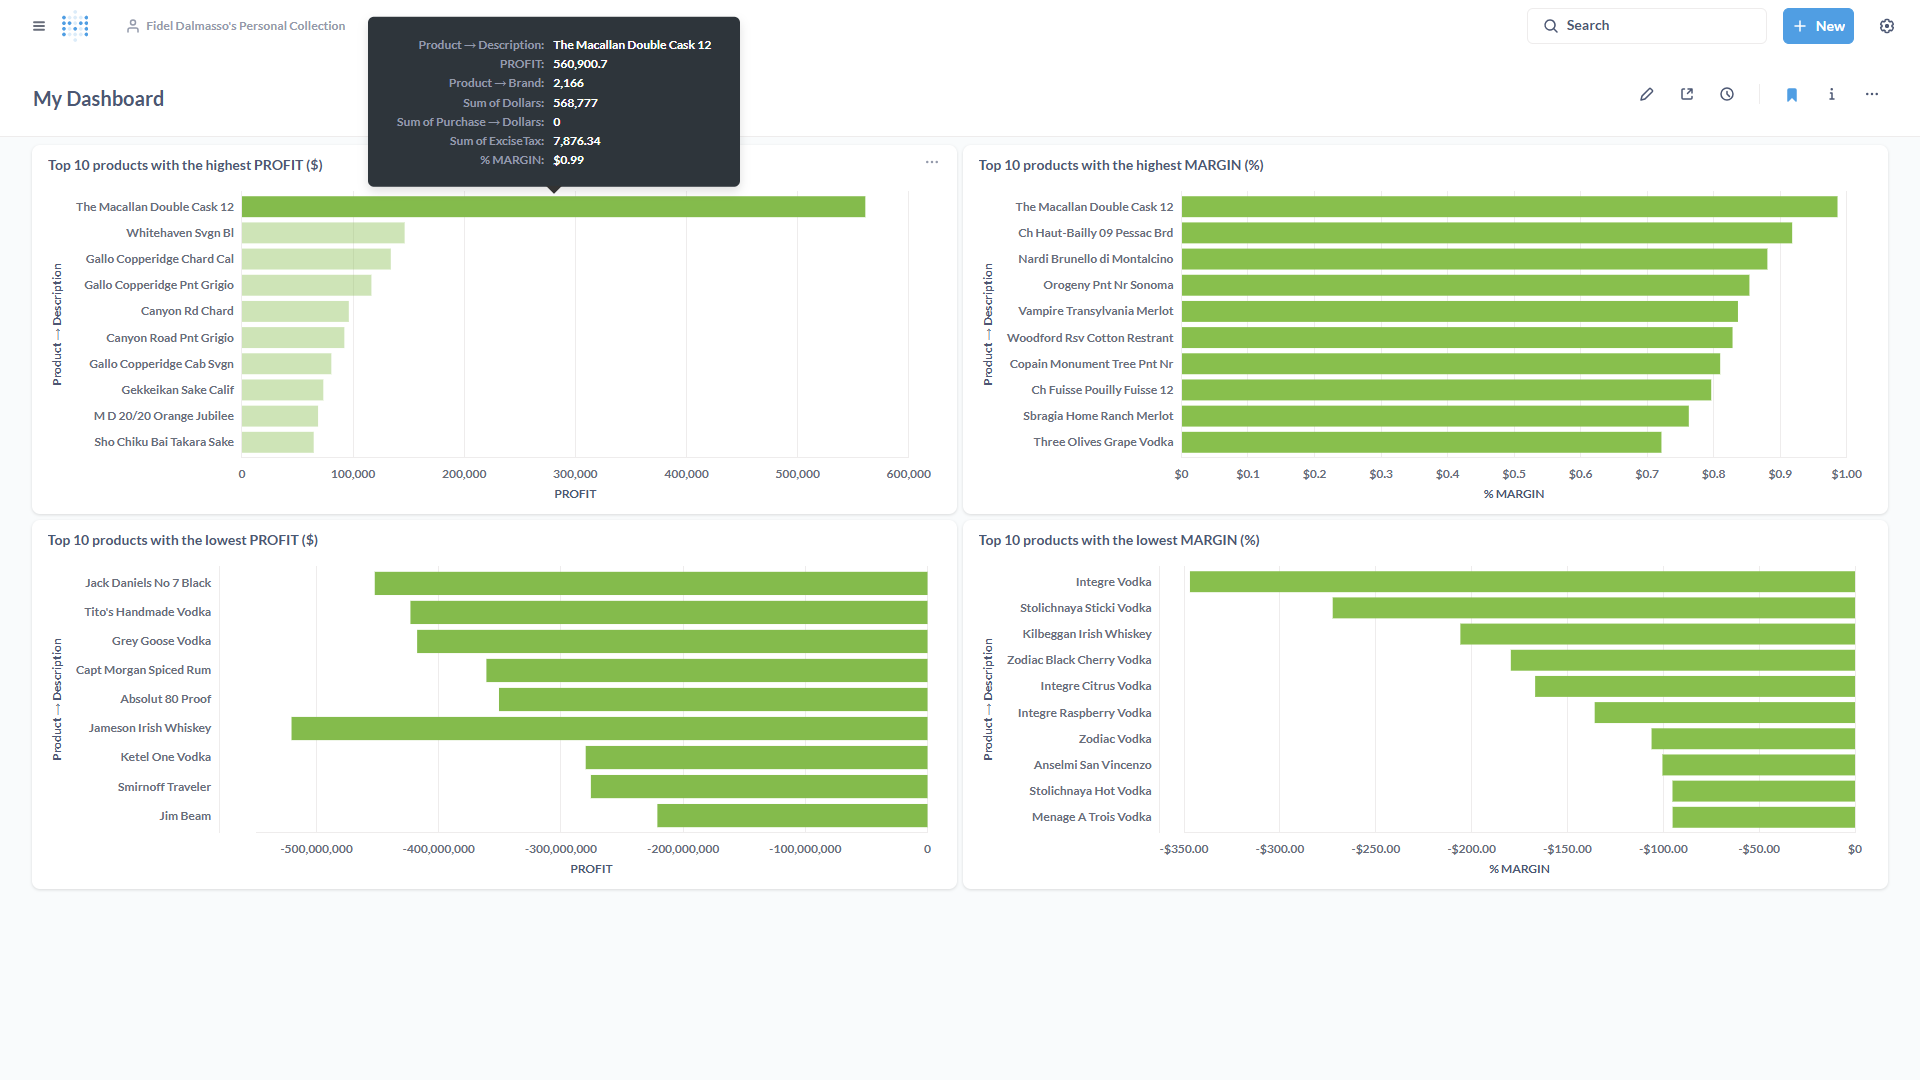 Fidel Dalmasso's Personal Collection
Search
New
My Dashboard
Product → Description: The Macallan Double Cask 12
PROFIT: 560,900.7
Product → Brand: 2,166
Sum of Dollars: 568,777
Sum of Purchase → Dollars: 0
Sum of ExciseTax: 7,876.34
% MARGIN: $0.99
Top 10 products with the highest PROFIT ($)
Product → Description
The Macallan Double Cask 12
Whitehaven Svgn Bl
Gallo Copperidge Chard Cal
Gallo Copperidge Pnt Grigio
Canyon Rd Chard
Canyon Road Pnt Grigio
Gallo Copperidge Cab Svgn
Gekkeikan Sake Calif
M D 20/20 Orange Jubilee
Sho Chiku Bai Takara Sake
0 100,000 200,000 300,000 400,000 500,000 600,000
PROFIT
Top 10 products with the highest MARGIN (%)
Product → Description
The Macallan Double Cask 12
Ch Haut-Bailly 09 Pessac Brd
Nardi Brunello di Montalcino
Orogeny Pnt Nr Sonoma
Vampire Transylvania Merlot
Woodford Rsv Cotton Restrant
Copain Monument Tree Pnt Nr
Ch Fuisse Pouilly Fuisse 12
Sbragia Home Ranch Merlot
Three Olives Grape Vodka
$0 $0.1 $0.2 $0.3 $0.4 $0.5 $0.6 $0.7 $0.8 $0.9 $1.00
% MARGIN
Top 10 products with the lowest PROFIT ($)
Product → Description
Jack Daniels No 7 Black
Tito's Handmade Vodka
Grey Goose Vodka
Capt Morgan Spiced Rum
Absolut 80 Proof
Jameson Irish Whiskey
Ketel One Vodka
Smirnoff Traveler
Jim Beam
-500,000,000 -400,000,000 -300,000,000 -200,000,000 -100,000,000 0
PROFIT
Top 10 products with the lowest MARGIN (%)
Product → Description
Integre Vodka
Stolichnaya Sticki Vodka
Kilbeggan Irish Whiskey
Zodiac Black Cherry Vodka
Integre Citrus Vodka
Integre Raspberry Vodka
Zodiac Vodka
Anselmi San Vincenzo
Stolichnaya Hot Vodka
Menage A Trois Vodka
-$350.00 -$300.00 -$250.00 -$200.00 -$150.00 -$100.00 -$50.00 $0
% MARGIN